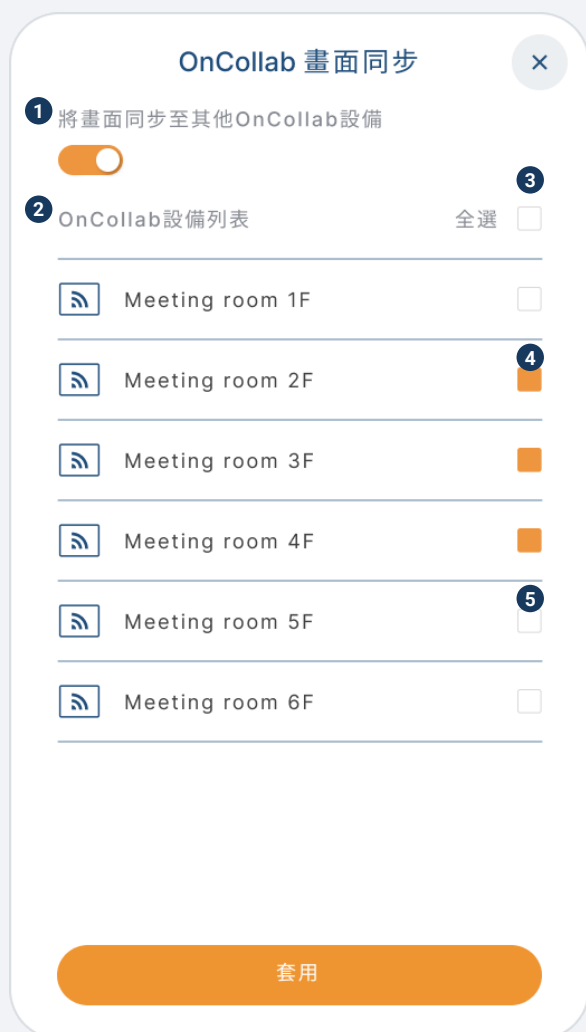 OnCollab 畫面同步
1 將畫面同步至其他OnCollab設備
3
2 OnCollab設備列表 全選
Meeting room 1F
4
Meeting room 2F
Meeting room 3F
Meeting room 4F
5
Meeting room 5F
Meeting room 6F
套用